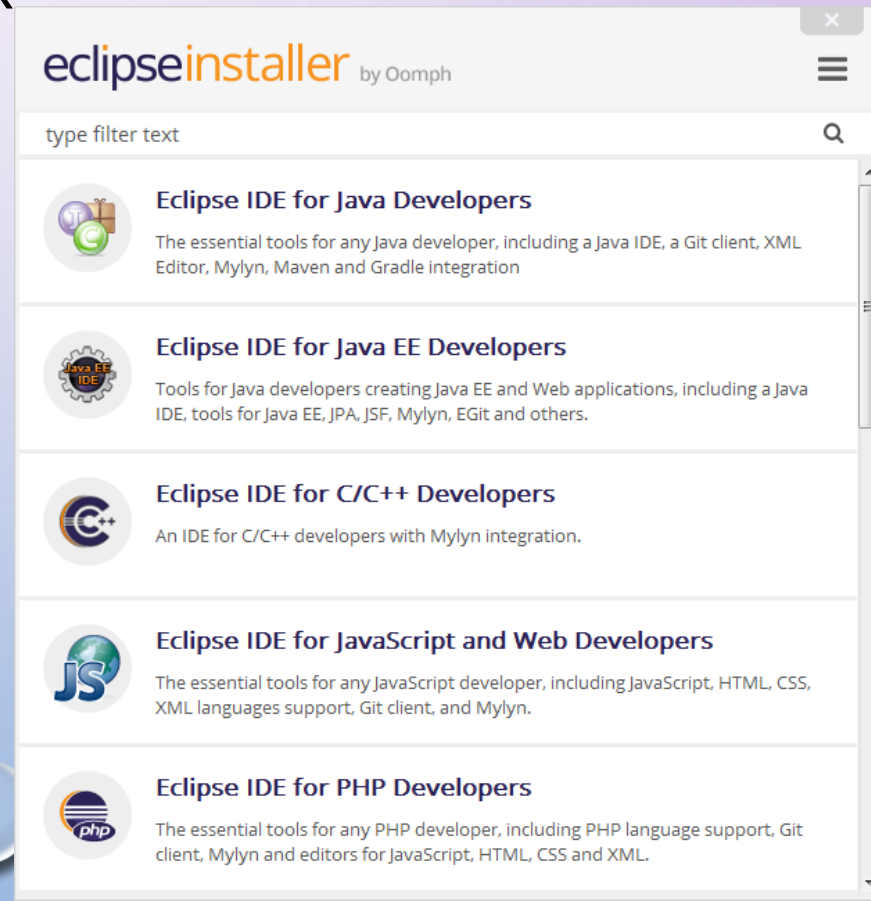 eclipseinstaller by Oomph
type filter text
Eclipse IDE for Java Developers
The essential tools for any Java developer, including a Java IDE, a Git client, XML
Editor, Mylyn, Maven and Gradle integration
Java EE
IDE
Eclipse IDE for Java EE Developers
Tools for Java developers creating Java EE and Web applications, including a Java
IDE, tools for Java EE, JPA, JSF, Mylyn, EGit and others.
C++
Eclipse IDE for C/C++ Developers
An IDE for C/C++ developers with Mylyn integration.
JS
Eclipse IDE for JavaScript and Web Developers
The essential tools for any JavaScript developer, including JavaScript, HTML, CSS,
XML languages support, Git client, and Mylyn.
php
Eclipse IDE for PHP Developers
The essential tools for any PHP developer, including PHP language support, Git
client, Mylyn and editors for JavaScript, HTML, CSS and XML.